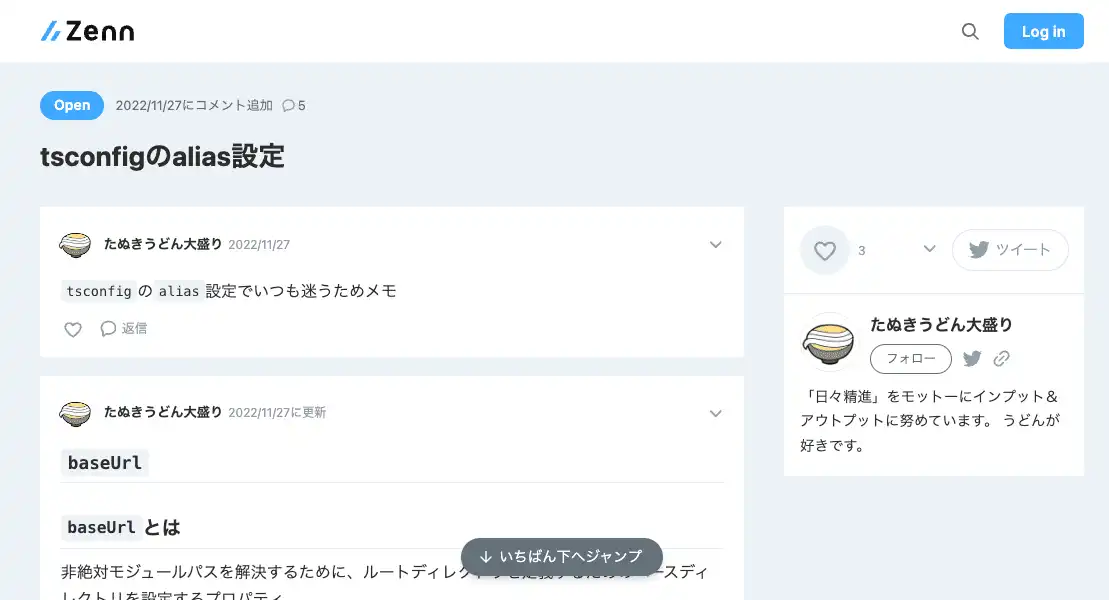 Zenn
Log in
Open 2022/11/27にコメント追加 5
tsconfigのalias設定
たぬきうどん大盛り 2022/11/27
tsconfig の alias 設定でいつも迷うためメモ
返信
3
ツイート
たぬきうどん大盛り
フォロー
「日々精進」をモットーにインプット＆
アウトプットに努めています。 うどんが
好きです。
たぬきうどん大盛り 2022/11/27に更新
baseUrl
baseUrl とは
非絶対モジュールパスを解決するために、ルートディレ
ースディ
レクトリを設定するプロパティ
↓ いちばん下へジャンプ